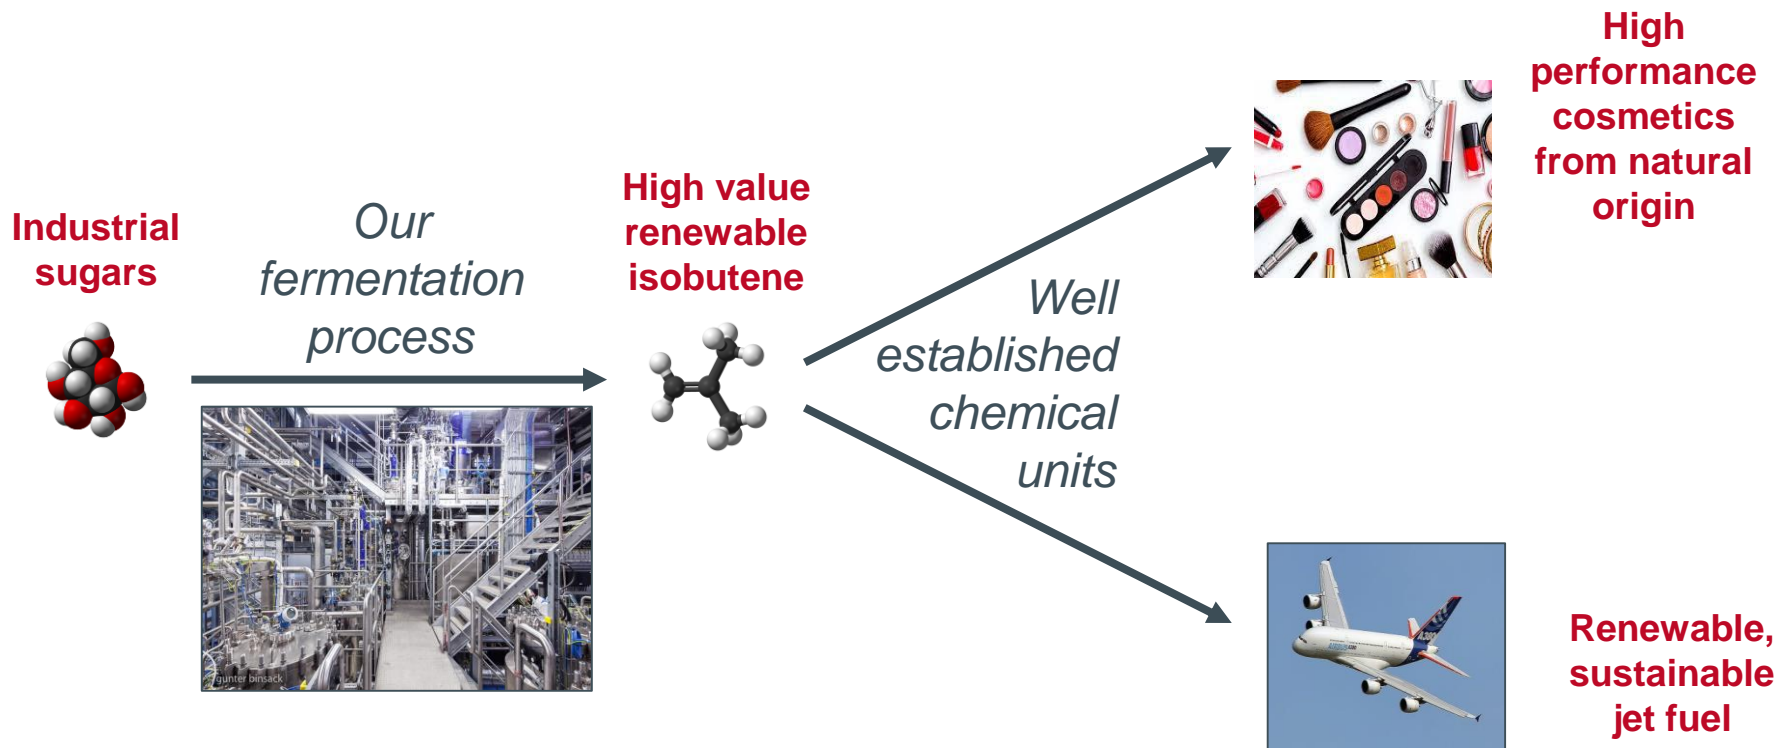 Industrial
sugars
Our
fermentation
process
gunter binsack
High value
renewable
isobutene
Well
established
chemical
units
High
performance
cosmetics
from natural
origin
A380
Renewable,
sustainable
jet fuel